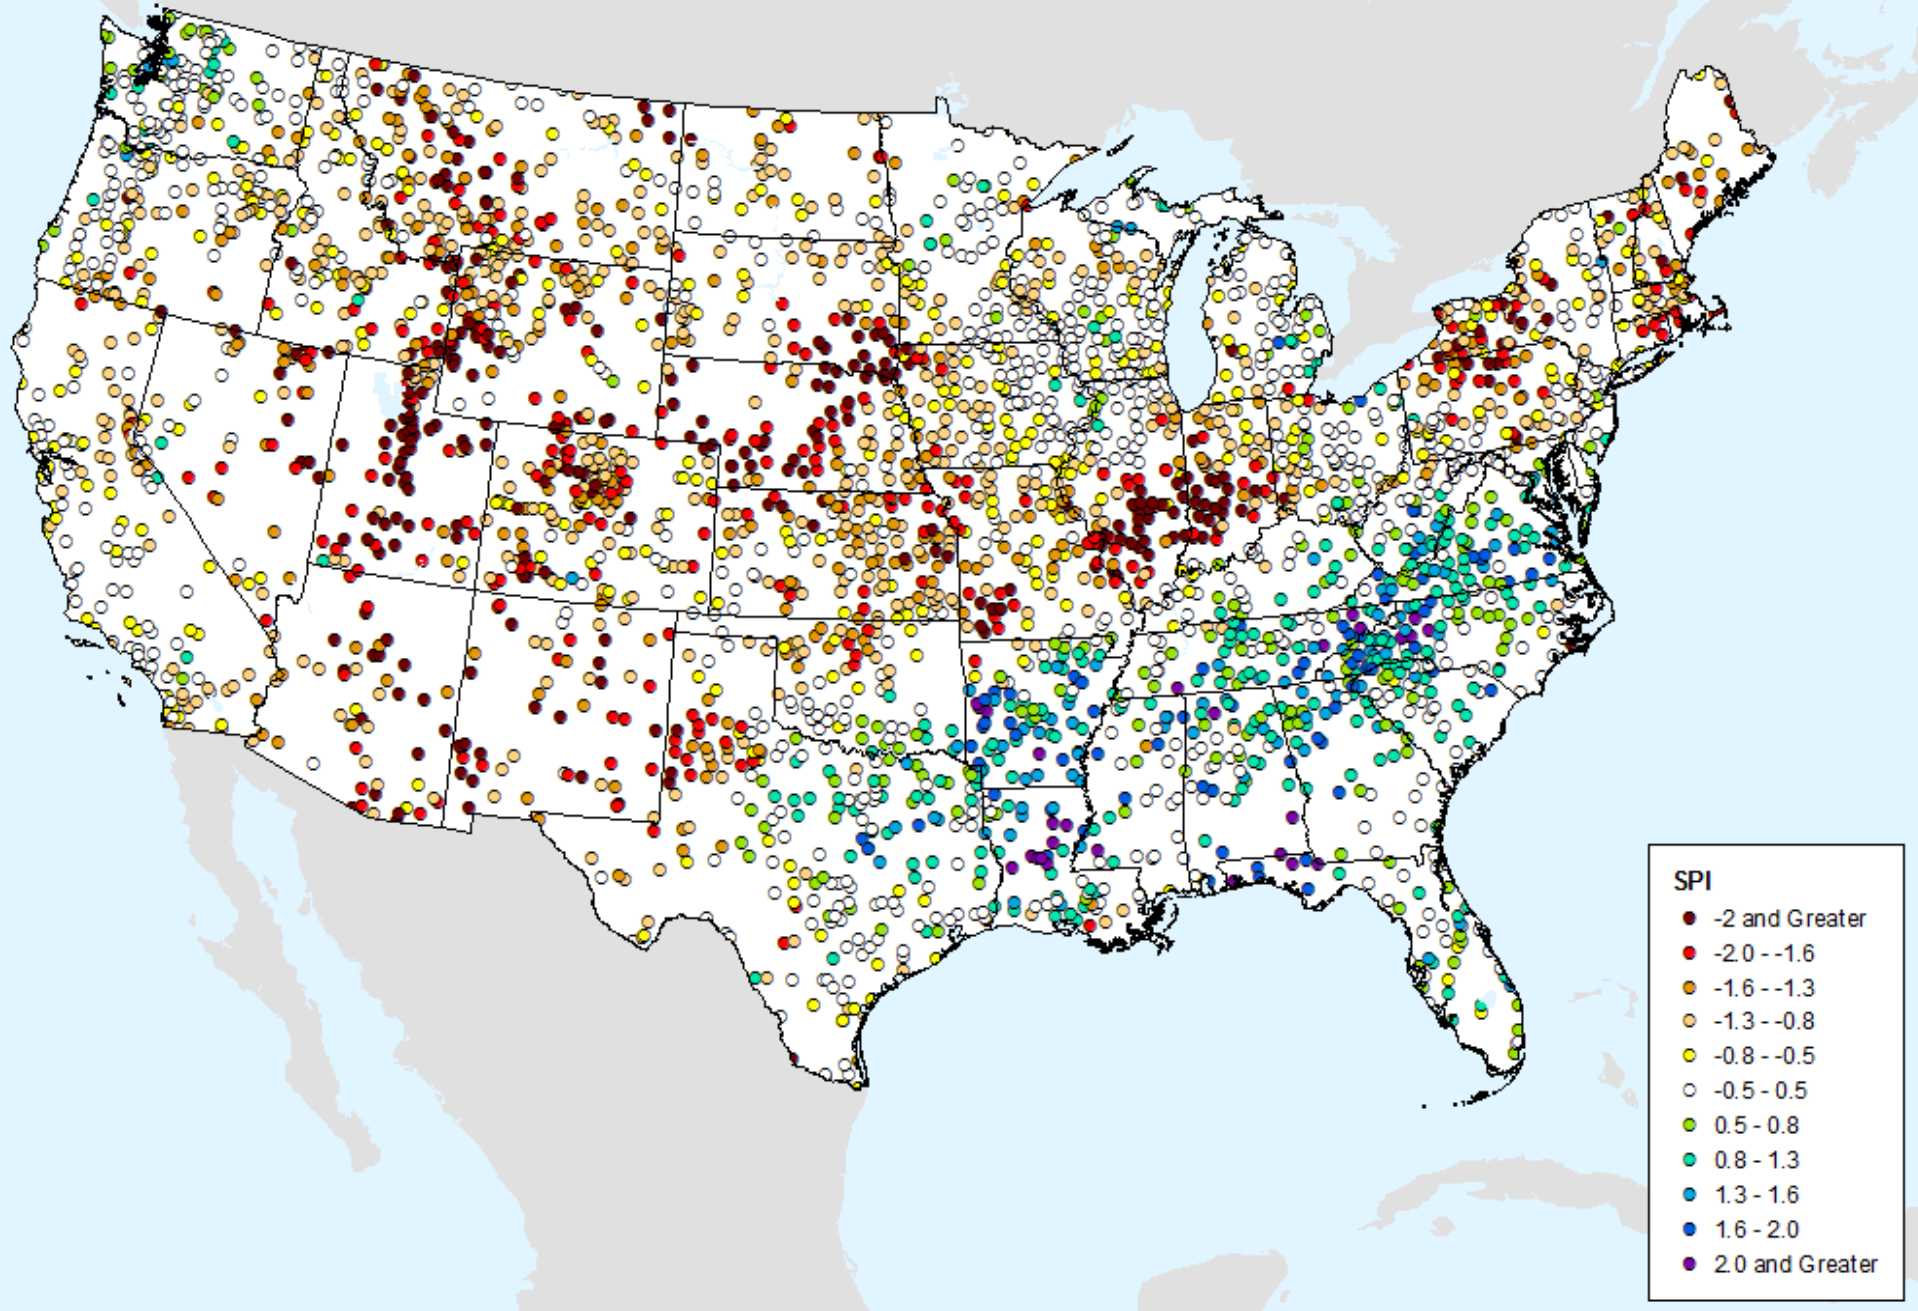 SPI
-2 and Greater
-2.0 - -1.6
-1.6 - -1.3
-1.3 - -0.8
-0.8 - -0.5
-0.5 - 0.5
0.5 - 0.8
0.8 - 1.3
1.3 - 1.6
1.6 - 2.0
2.0 and Greater